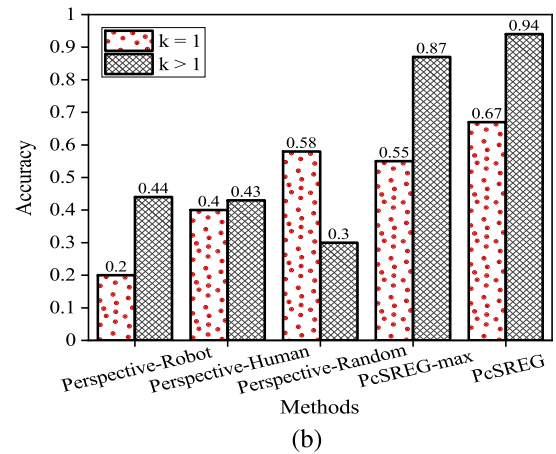 k = 1
k > 1
Accuracy
1
0.9
0.8
0.7
0.6
0.5
0.4
0.3
0.2
0.1
0
0.2
0.44
0.4
0.43
0.58
0.3
0.55
0.87
0.67
0.94
Perspective-Robot
Perspective-Human
Perspective-Random
PcSREG-max
PcSREG
Methods
(b)